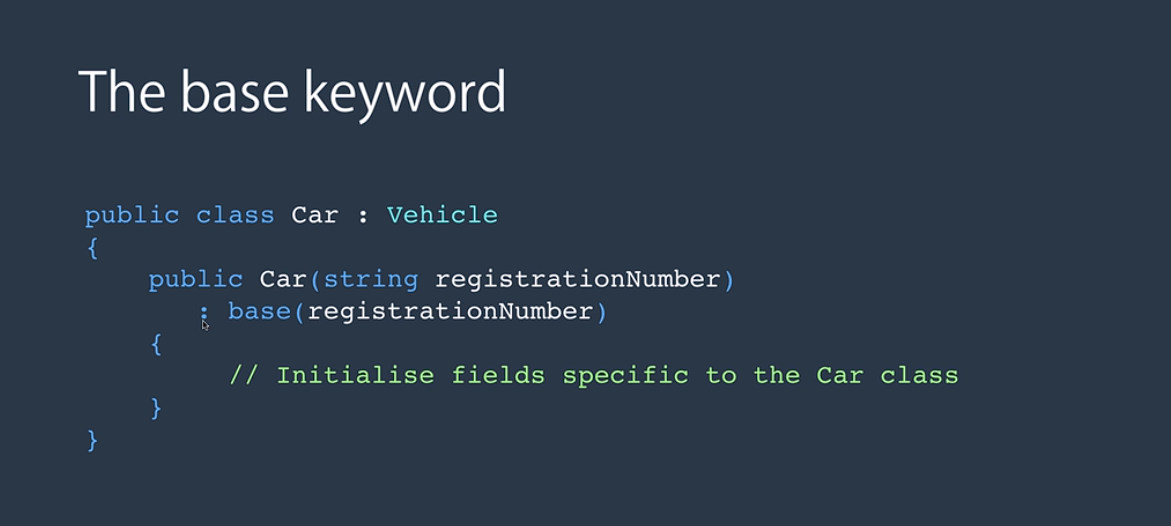 The base keyword
public class Car : Vehicle
{
    public Car(string registrationNumber)
       : base(registrationNumber)
    {
         // Initialise fields specific to the Car class
    }
}